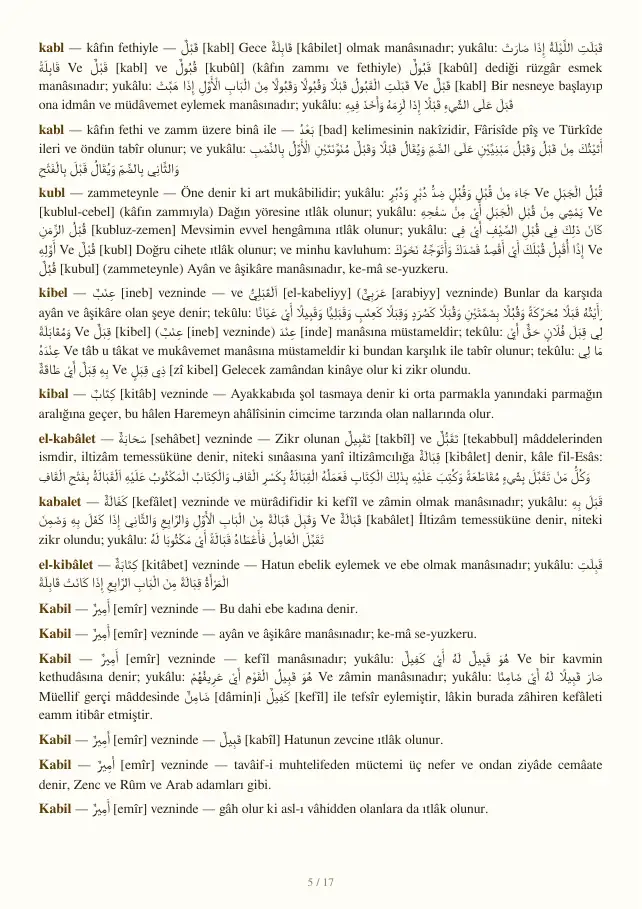 kabl — kâfın fethiyle — قَبْلٌ [kabl] Gece قَابِلَةٌ [kâbilet] olmak manâsınadır; yukâlu: قَبَلَتِ اللَّيْلَةُ إِذَا صَارَتْ
قَابِلَةً Ve قَبْلٌ [kabl] ve قُبُولٌ [kubûl] (kâfın zammı ve fethiyle) قَبُولٌ [kabûl] dediği rüzgâr esmek
manâsınadır; yukâlu: قَبَلَتِ الْقَبُولُ قَبْلًا وَقُبُولًا وَقَبُولًا مِنَ الْبَابِ الْأَوَّلِ إِذَا هَبَّتْ Ve قَبْلٌ [kabl] Bir nesneye başlayıp
ona idmân ve müdâvemet eylemek manâsınadır; yukâlu: قَبَلَ عَلَى الشَّيْءِ قَبْلًا إِذَا لَزِمَهُ وَأَخَذَ فِيهِ
kabl — kâfın fethi ve zamm üzere binâ ile — بَعْدُ [bad] kelimesinin nakîzidir, Fârisîde pîş ve Türkîde
ileri ve öndün tabîr olunur; ve yukâlu: أَتَيْتُكَ مِنْ قَبْلُ وَقَبْلُ مَبْنِيَّيْنِ عَلَى الضَّمِّ وَيُقَالُ قَبْلًا وَقَبْلٌ مُنَوَّنَتَيْنِ الْأَوَّلُ بِالنَّصْبِ
وَالثَّانِي بِالضَّمِّ وَيُقَالُ قَبْلَ بِالْفَتْحِ
kubl — zammeteynle — Öne denir ki art mukâbilidir; yukâlu: جَاءَ مِنْ قُبْلٍ وَقُبُلٍ ضِدُّ دُبْرٍ وَدُبُرٍ Ve قُبْلُ الْجَبَلِ
[kublul-cebel] (kâfın zammıyla) Dağın yöresine ıtlâk olunur; yukâlu: يَمْشِي مِنْ قُبْلِ الْجَبَلِ أَيْ مِنْ سَفْحِهِ Ve
قُبْلُ الزَّمَنِ [kubluz-zemen] Mevsimin evvel hengâmına ıtlâk olunur; yukâlu: كَانَ ذَلِكَ فِي قُبْلِ الصَّيْفِ أَيْ فِي
أَوَّلِهِ Ve قُبْلٌ [kubl] Doğru cihete ıtlâk olunur; ve minhu kavluhum: إِذًا أُقْبِلُ قُبْلَكَ أَيْ أَقْصِدُ قَصْدَكَ وَأَتَوَجَّهُ نَحْوَكَ Ve
قُبُلٌ [kubul] (zammeteynle) Ayân ve âşikâre manâsınadır, ke-mâ se-yuzkeru.
kibel — عِنَبٌ [ineb] vezninde — ve اَلْقَبَلِيُّ [el-kabeliyy] (عَرَبِيٌّ [arabiyy] vezninde) Bunlar da karşıda
ayân ve âşikâre olan şeye denir; tekûlu: رَأَيْتُهُ قَبَلًا مُحَرَّكَةً وَقُبُلًا بِضَمَّتَيْنِ وَقُبَلًا كَصُرَدٍ وَقِبَلًا كَعِنَبٍ وَقَبَلِيًّا وَقَبِيلًا أَيْ عِيَانًا
وَمُقَابَلَةً Ve قِبَلٌ [kibel] (عِنَبٌ [ineb] vezninde) عِنْدَ [inde] manâsına müstameldir; tekûlu: لِي قِبَلَ فُلَانٍ حَقٌّ أَيْ
عِنْدَهُ Ve tâb u tâkat ve mukâvemet manâsına müstameldir ki bundan karşılık ile tabîr olunur; tekûlu: مَا لِي
بِهِ قِبَلٌ أَيْ طَاقَةٌ Ve ذِي قِبَلٍ [zî kibel] Gelecek zamândan kinâye olur ki zikr olundu.
kibal — كِتَابٌ [kitâb] vezninde — Ayakkabıda şol tasmaya denir ki orta parmakla yanındaki parmağın
aralığına geçer, bu hâlen Haremeyn ahâlîsinin cimcime tarzında olan nallarında olur.
el-kabâlet — سَحَابَةٌ [sehâbet] vezninde — Zikr olunan تَقْبِيلٌ [takbîl] ve تَقَبُّلٌ [tekabbul] mâddelerinden
ismdir, iltizâm temessüküne denir, niteki sınâasına yanî iltizâmcılığa قِبَالَةٌ [kibâlet] denir, kâle fil-Esâs:
وَكُلُّ مَنْ تَقَبَّلَ بِشَيْءٍ مُقَاطَعَةً وَكُتِبَ عَلَيْهِ بِذَلِكَ الْكِتَابِ فَعَمَلُهُ الْقِبَالَةُ بِكَسْرِ الْقَافِ وَالْكِتَابُ الْمَكْتُوبُ عَلَيْهِ اَلْقَبَالَةُ بِفَتْحِ الْقَافِ
kabalet — كَفَالَةٌ [kefâlet] vezninde ve mürâdifidir ki kefîl ve zâmin olmak manâsınadır; yukâlu: قَبَلَ بِهِ
وَقَبِلَ قَبَالَةً مِنَ الْبَابِ الْأَوَّلِ وَالرَّابِعِ وَالثَّانِي إِذَا كَفَلَ بِهِ وَضَمِنَ Ve قَبَالَةٌ [kabâlet] İltizâm temessüküne denir, niteki
zikr olundu; yukâlu: تَقَبَّلَ الْعَامِلُ فَأَعْطَاهُ قَبَالَةً أَيْ مَكْتُوبًا لَهُ
el-kibâlet — كِتَابَةٌ [kitâbet] vezninde — Hatun ebelik eylemek ve ebe olmak manâsınadır; yukâlu: قَبِلَتِ
الْمَرْأَةُ قِبَالَةً مِنَ الْبَابِ الرَّابِعِ إِذَا كَانَتْ قَابِلَةً
Kabil — أَمِيرٌ [emîr] vezninde — Bu dahi ebe kadına denir.
Kabil — أَمِيرٌ [emîr] vezninde — ayân ve âşikâre manâsınadır; ke-mâ se-yuzkeru.
Kabil — أَمِيرٌ [emîr] vezninde — kefîl manâsınadır; yukâlu: هُوَ قَبِيلٌ لَهُ أَيْ كَفِيلٌ Ve bir kavmin
kethudâsına denir; yukâlu: هُوَ قَبِيلُ الْقَوْمِ أَيْ عَرِيفُهُمْ Ve zâmin manâsınadır; yukâlu: صَارَ قَبِيلًا لَهُ أَيْ ضَامِنًا
Müellif gerçi mâddesinde ضَامِنٌ [dâmin]i كَفِيلٌ [kefîl] ile tefsîr eylemiştir, lâkin burada zâhiren kefâleti
eamm itibâr etmiştir.
Kabil — أَمِيرٌ [emîr] vezninde — قَبِيلٌ [kabîl] Hatunun zevcine ıtlâk olunur.
Kabil — أَمِيرٌ [emîr] vezninde — tavâif-i muhtelifeden müctemi üç nefer ve ondan ziyâde cemâate
denir, Zenc ve Rûm ve Arab adamları gibi.
Kabil — أَمِيرٌ [emîr] vezninde — gâh olur ki asl-ı vâhidden olanlara da ıtlâk olunur.
5 / 17